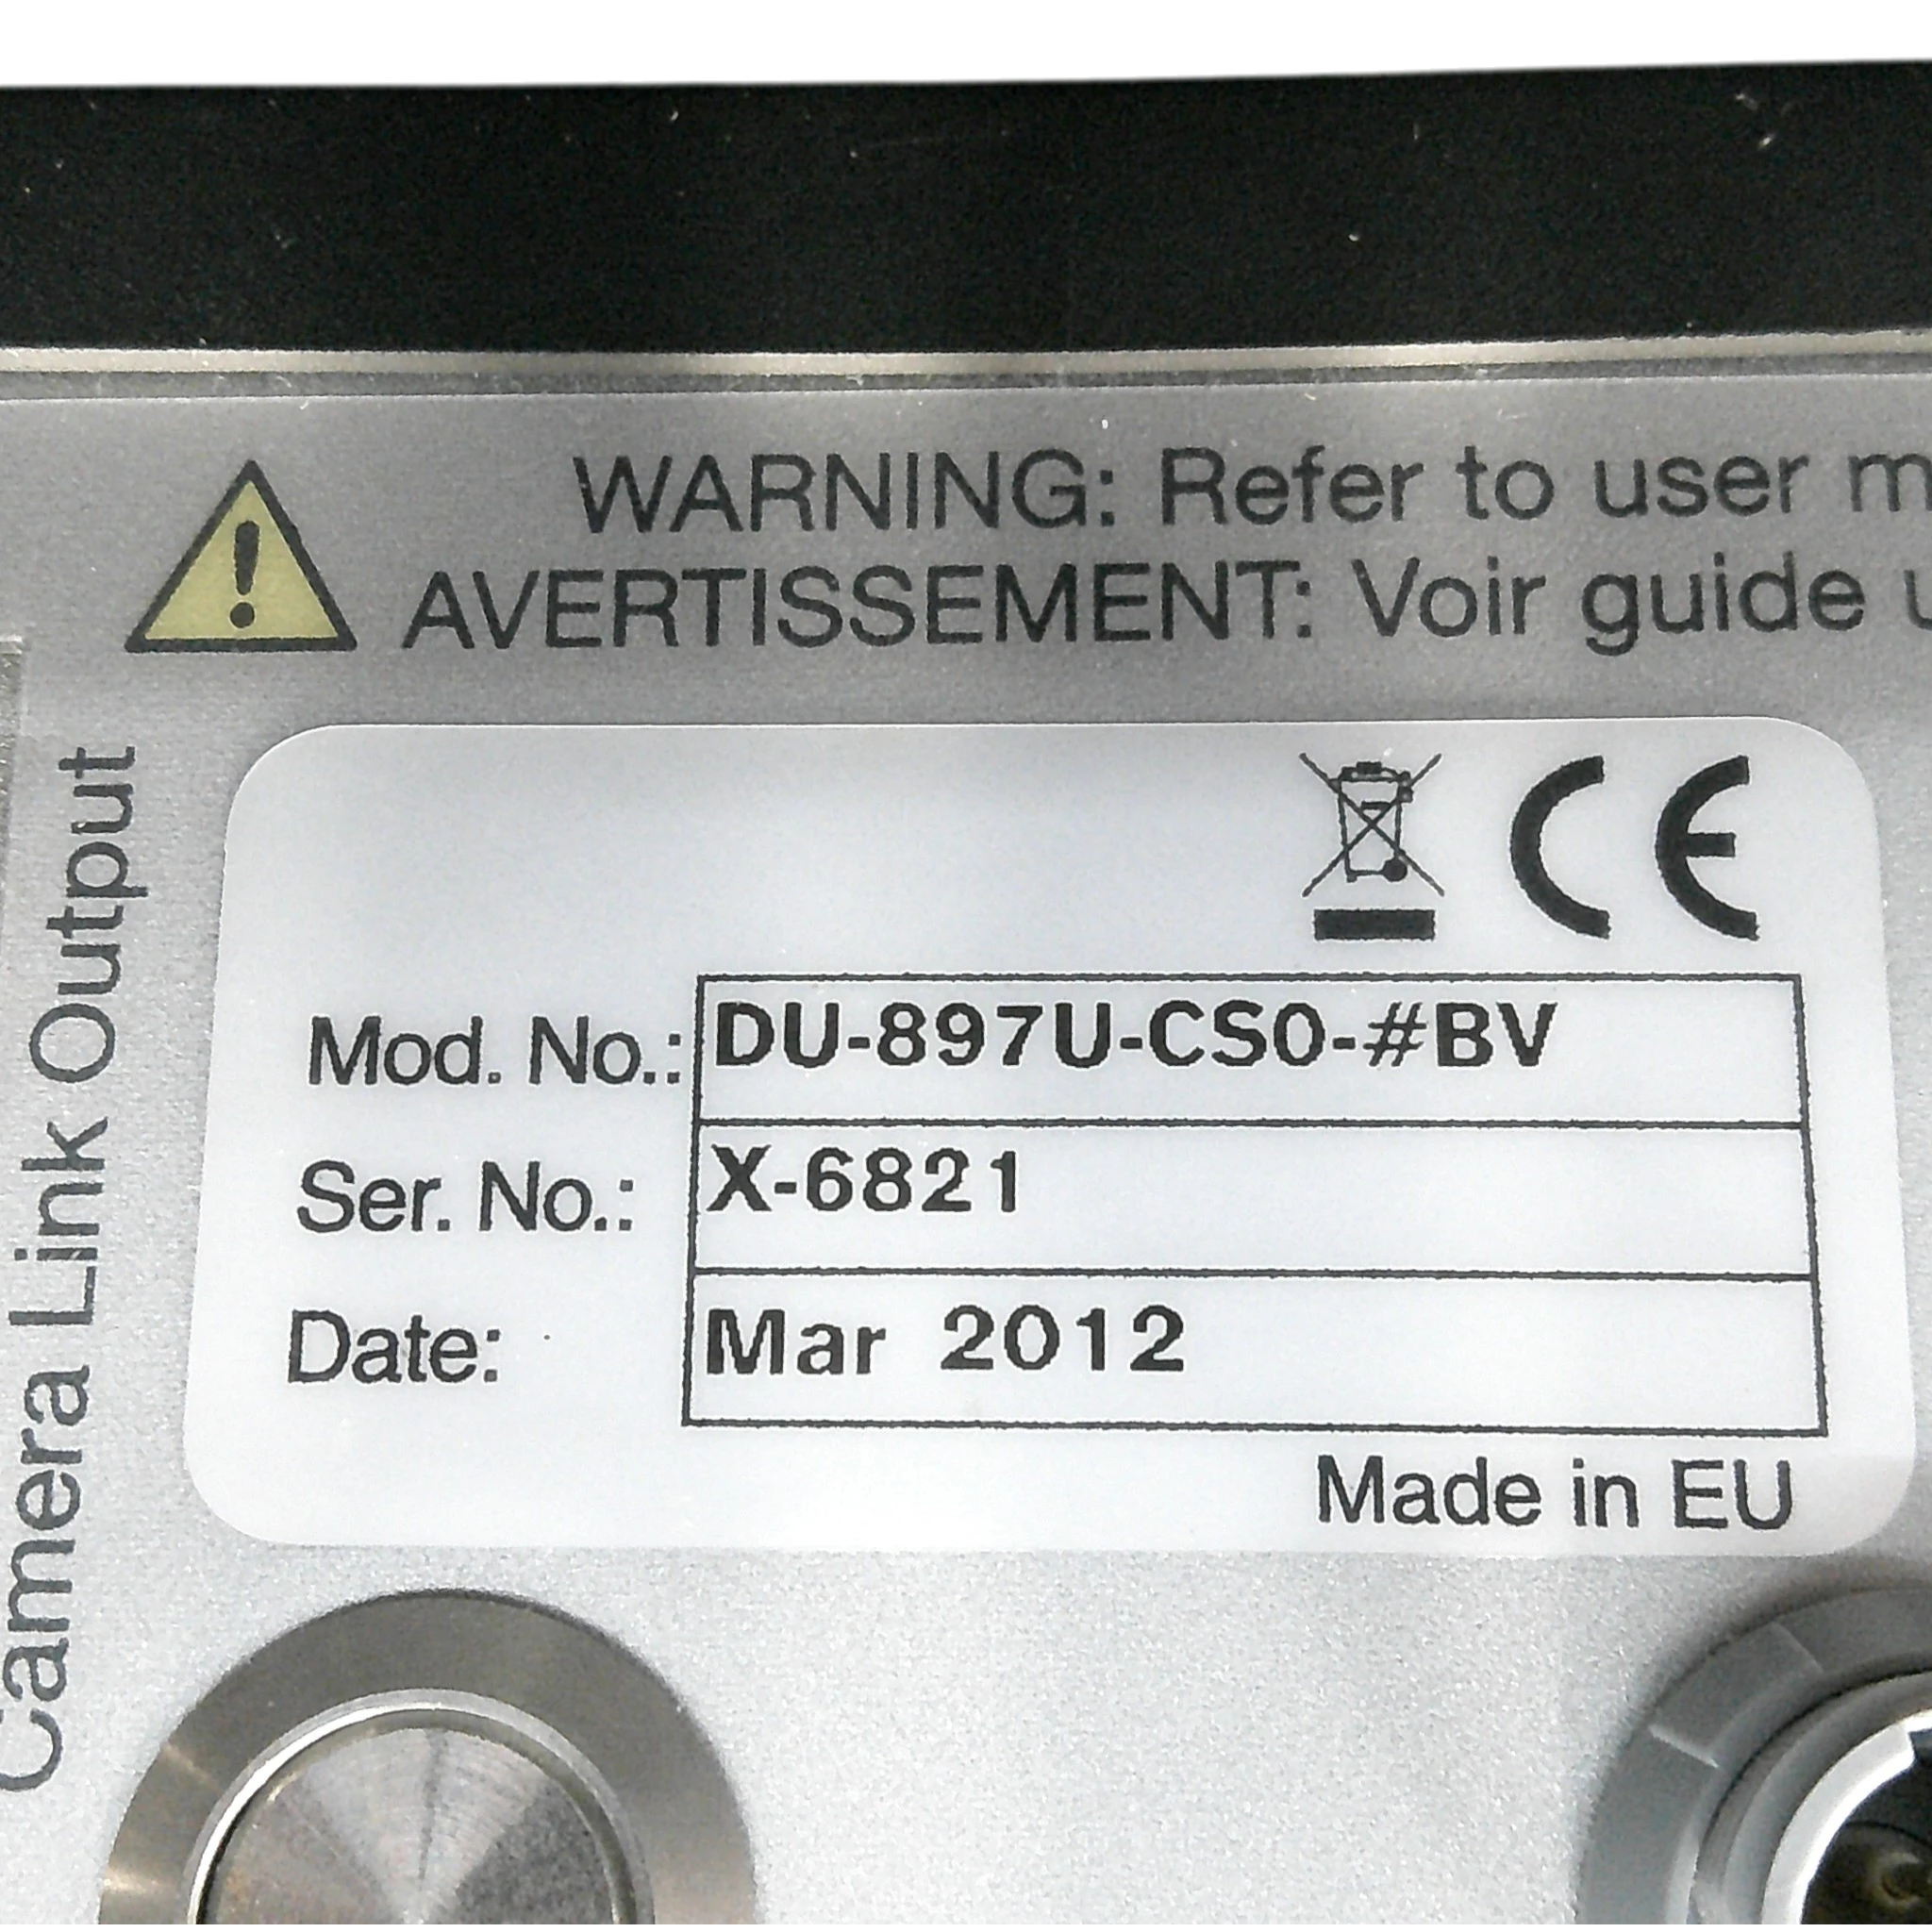 WARNING: Refer to user m
AVERTISSEMENT: Voir guide u
Camera Link Output
CE
Mod. No.: DU-897U-CS0-#BV
Ser. No.: X-6821
Date: Mar 2012
Made in EU